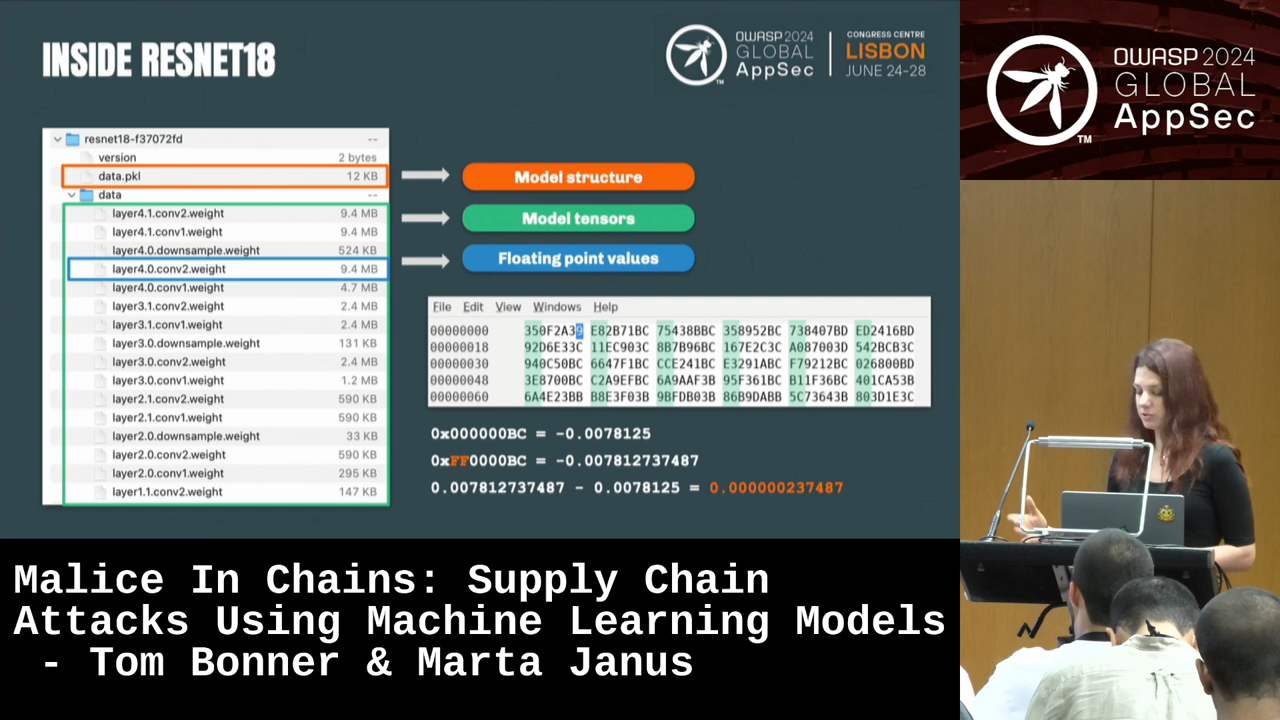 INSIDE RESNET18
OWASP 2024
GLOBAL
AppSec
TM
CONGRESS CENTRE
LISBON
JUNE 24-28
resnet18-f37072fd --
version 2 bytes
data.pkl 12 KB
data --
layer4.1.conv2.weight 9.4 MB
layer4.1.conv1.weight 9.4 MB
layer4.0.downsample.weight 524 KB
layer4.0.conv2.weight 9.4 MB
layer4.0.conv1.weight 4.7 MB
layer3.1.conv2.weight 2.4 MB
layer3.1.conv1.weight 2.4 MB
layer3.0.downsample.weight 131 KB
layer3.0.conv2.weight 2.4 MB
layer3.0.conv1.weight 1.2 MB
layer2.1.conv2.weight 590 KB
layer2.1.conv1.weight 590 KB
layer2.0.downsample.weight 33 KB
layer2.0.conv2.weight 590 KB
layer2.0.conv1.weight 295 KB
layer1.1.conv2.weight 147 KB
Model structure
Model tensors
Floating point values
File Edit View Windows Help
00000000 350F2A39 E82B71BC 75438BBC 358952BC 738407BD ED2416BD
00000018 92D6E33C 11EC903C 8B7B96BC 167E2C3C A087003D 542BCB3C
00000030 940C50BC 6647F1BC CCE241BC E3291ABC F79212BC 026800BD
00000048 3E8700BC C2A9EFBC 6A9AAF3B 95F361BC B11F36BC 401CA53B
00000060 6A4E23BB B8E3F03B 9BFDB03B 86B9DABB 5C73643B 803D1E3C
0x000000BC = -0.0078125
0xFF0000BC = -0.007812737487
0.007812737487 - 0.0078125 = 0.000000237487
OWASP 2024
GLOBAL
AppSec
TM
Malice In Chains: Supply Chain
Attacks Using Machine Learning Models
- Tom Bonner & Marta Janus